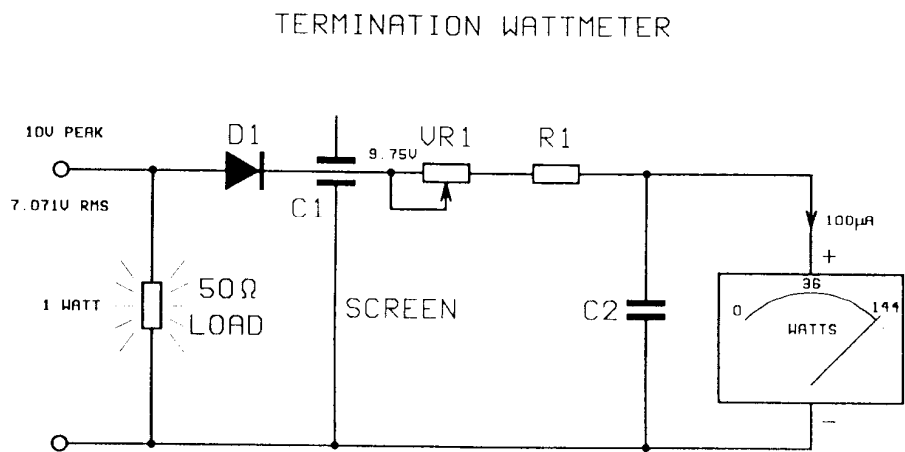 TERMINATION WATTMETER
10V PEAK
D1
9.75V
VR1
R1
7.071V RMS
C1
100µA
+
1 WATT
50Ω
LOAD
SCREEN
C2
0
36
144
WATTS
-